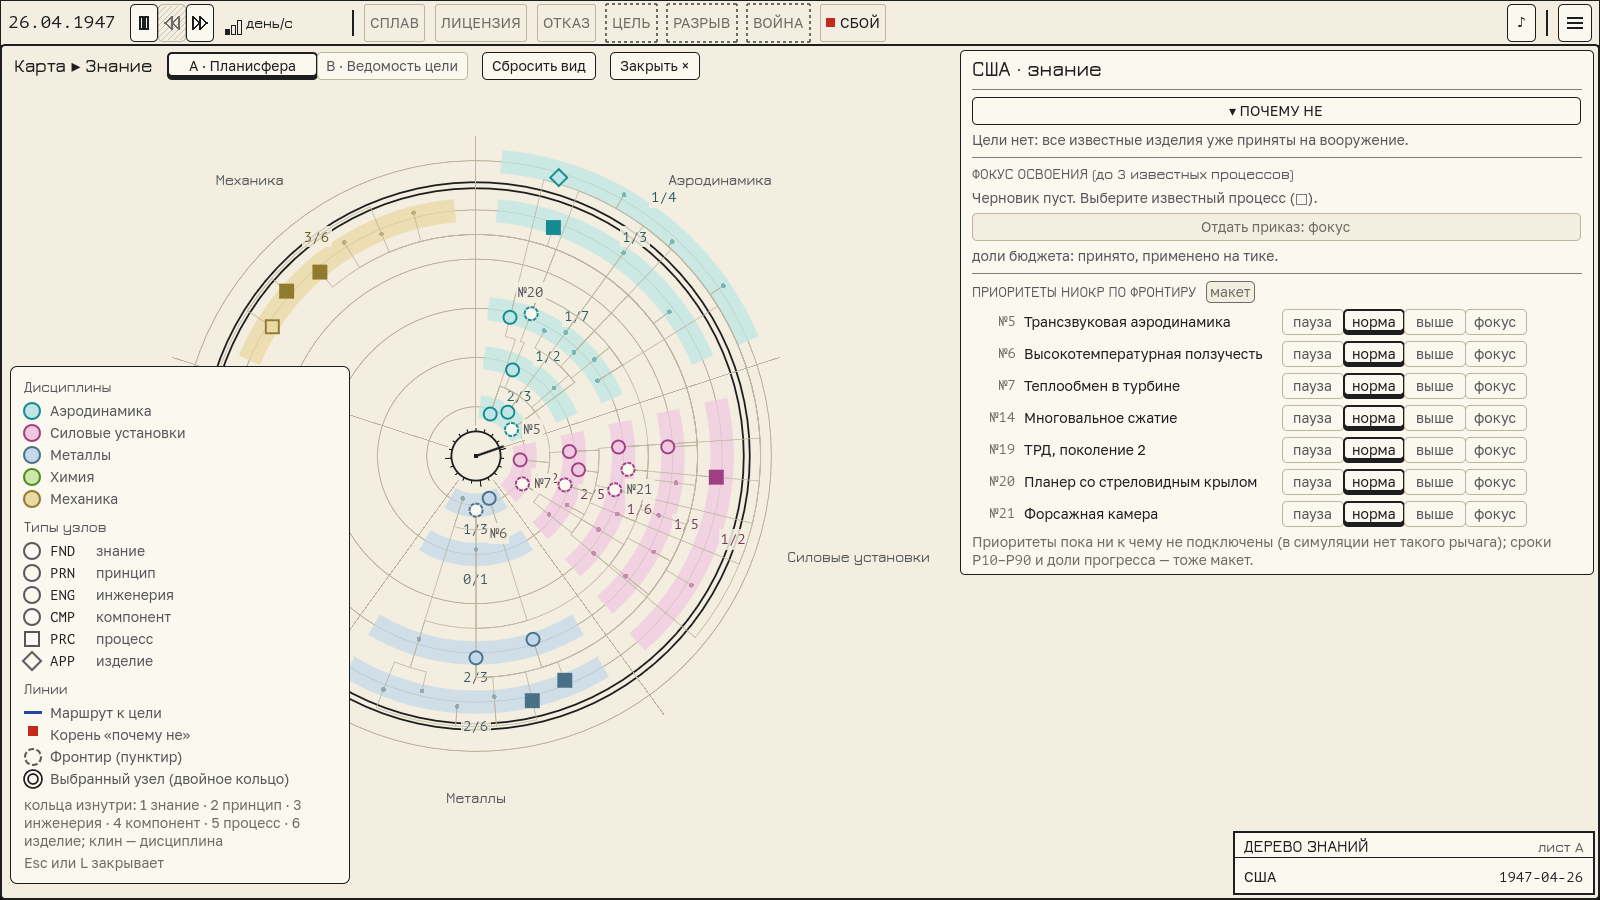 26.04.1947 день/с СПЛАВ ЛИЦЕНЗИЯ ОТКАЗ ЦЕЛЬ РАЗРЫВ ВОЙНА СБОЙ ♪
Карта ▸ Знание A · Планисфера B · Ведомость цели Сбросить вид Закрыть ×
Механика
Аэродинамика
1/4
3/6
1/3
№20
1/7
1/2
2/3
№5
№7
2/5
№21
1/6
1/3
№6
1/5
1/2
0/1
Силовые установки
2/3
2/6
Металлы
Дисциплины
Аэродинамика
Силовые установки
Металлы
Химия
Механика
Типы узлов
FND знание
PRN принцип
ENG инженерия
CMP компонент
PRC процесс
APP изделие
Линии
Маршрут к цели
Корень «почему не»
Фронтир (пунктир)
Выбранный узел (двойное кольцо)
кольца изнутри: 1 знание · 2 принцип · 3
инженерия · 4 компонент · 5 процесс · 6
изделие; клин — дисциплина
Esc или L закрывает
США · знание
▾ ПОЧЕМУ НЕ
Цели нет: все известные изделия уже приняты на вооружение.
ФОКУС ОСВОЕНИЯ (до 3 известных процессов)
Черновик пуст. Выберите известный процесс (□).
Отдать приказ: фокус
доли бюджета: принято, применено на тике.
ПРИОРИТЕТЫ НИОКР ПО ФРОНТИРУ макет
№5 Трансзвуковая аэродинамика пауза норма выше фокус
№6 Высокотемпературная ползучесть пауза норма выше фокус
№7 Теплообмен в турбине пауза норма выше фокус
№14 Многовальное сжатие пауза норма выше фокус
№19 ТРД, поколение 2 пауза норма выше фокус
№20 Планер со стреловидным крылом пауза норма выше фокус
№21 Форсажная камера пауза норма выше фокус
Приоритеты пока ни к чему не подключены (в симуляции нет такого рычага); сроки
P10–P90 и доли прогресса — тоже макет.
ДЕРЕВО ЗНАНИЙ лист A
США 1947-04-26